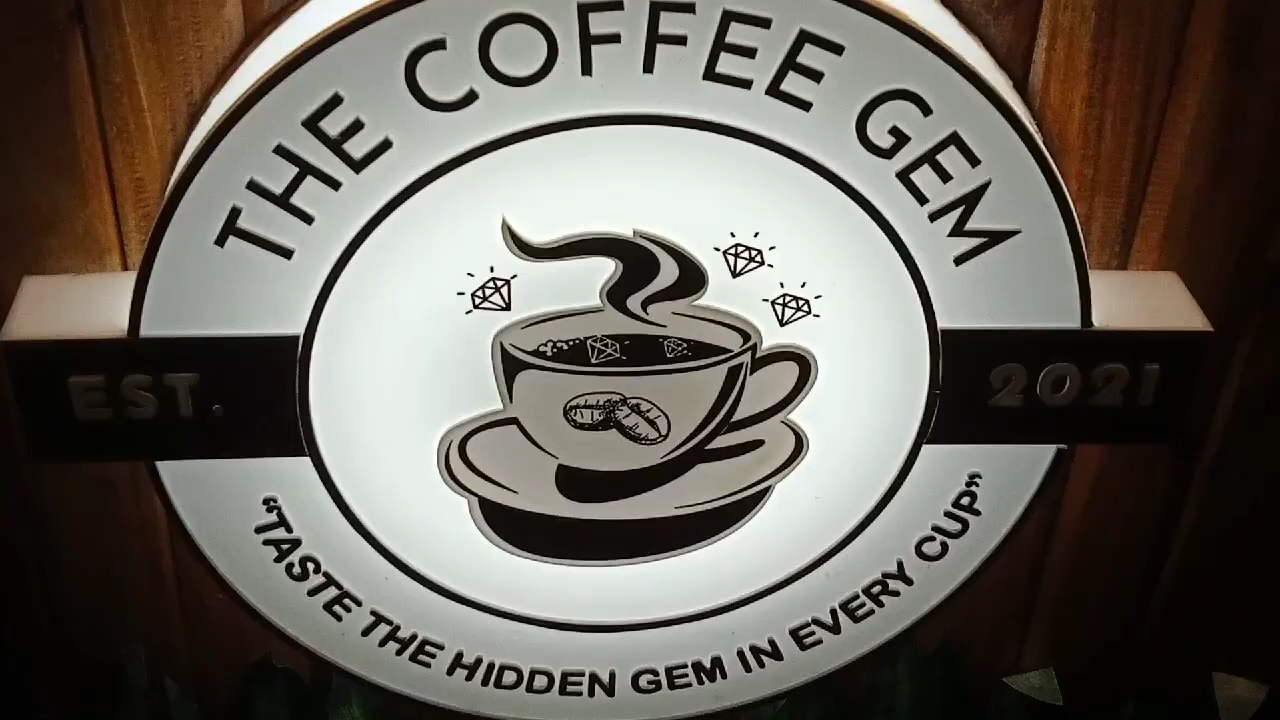 THE COFFEE GEM
EST. 2021
“TASTE THE HIDDEN GEM IN EVERY CUP”